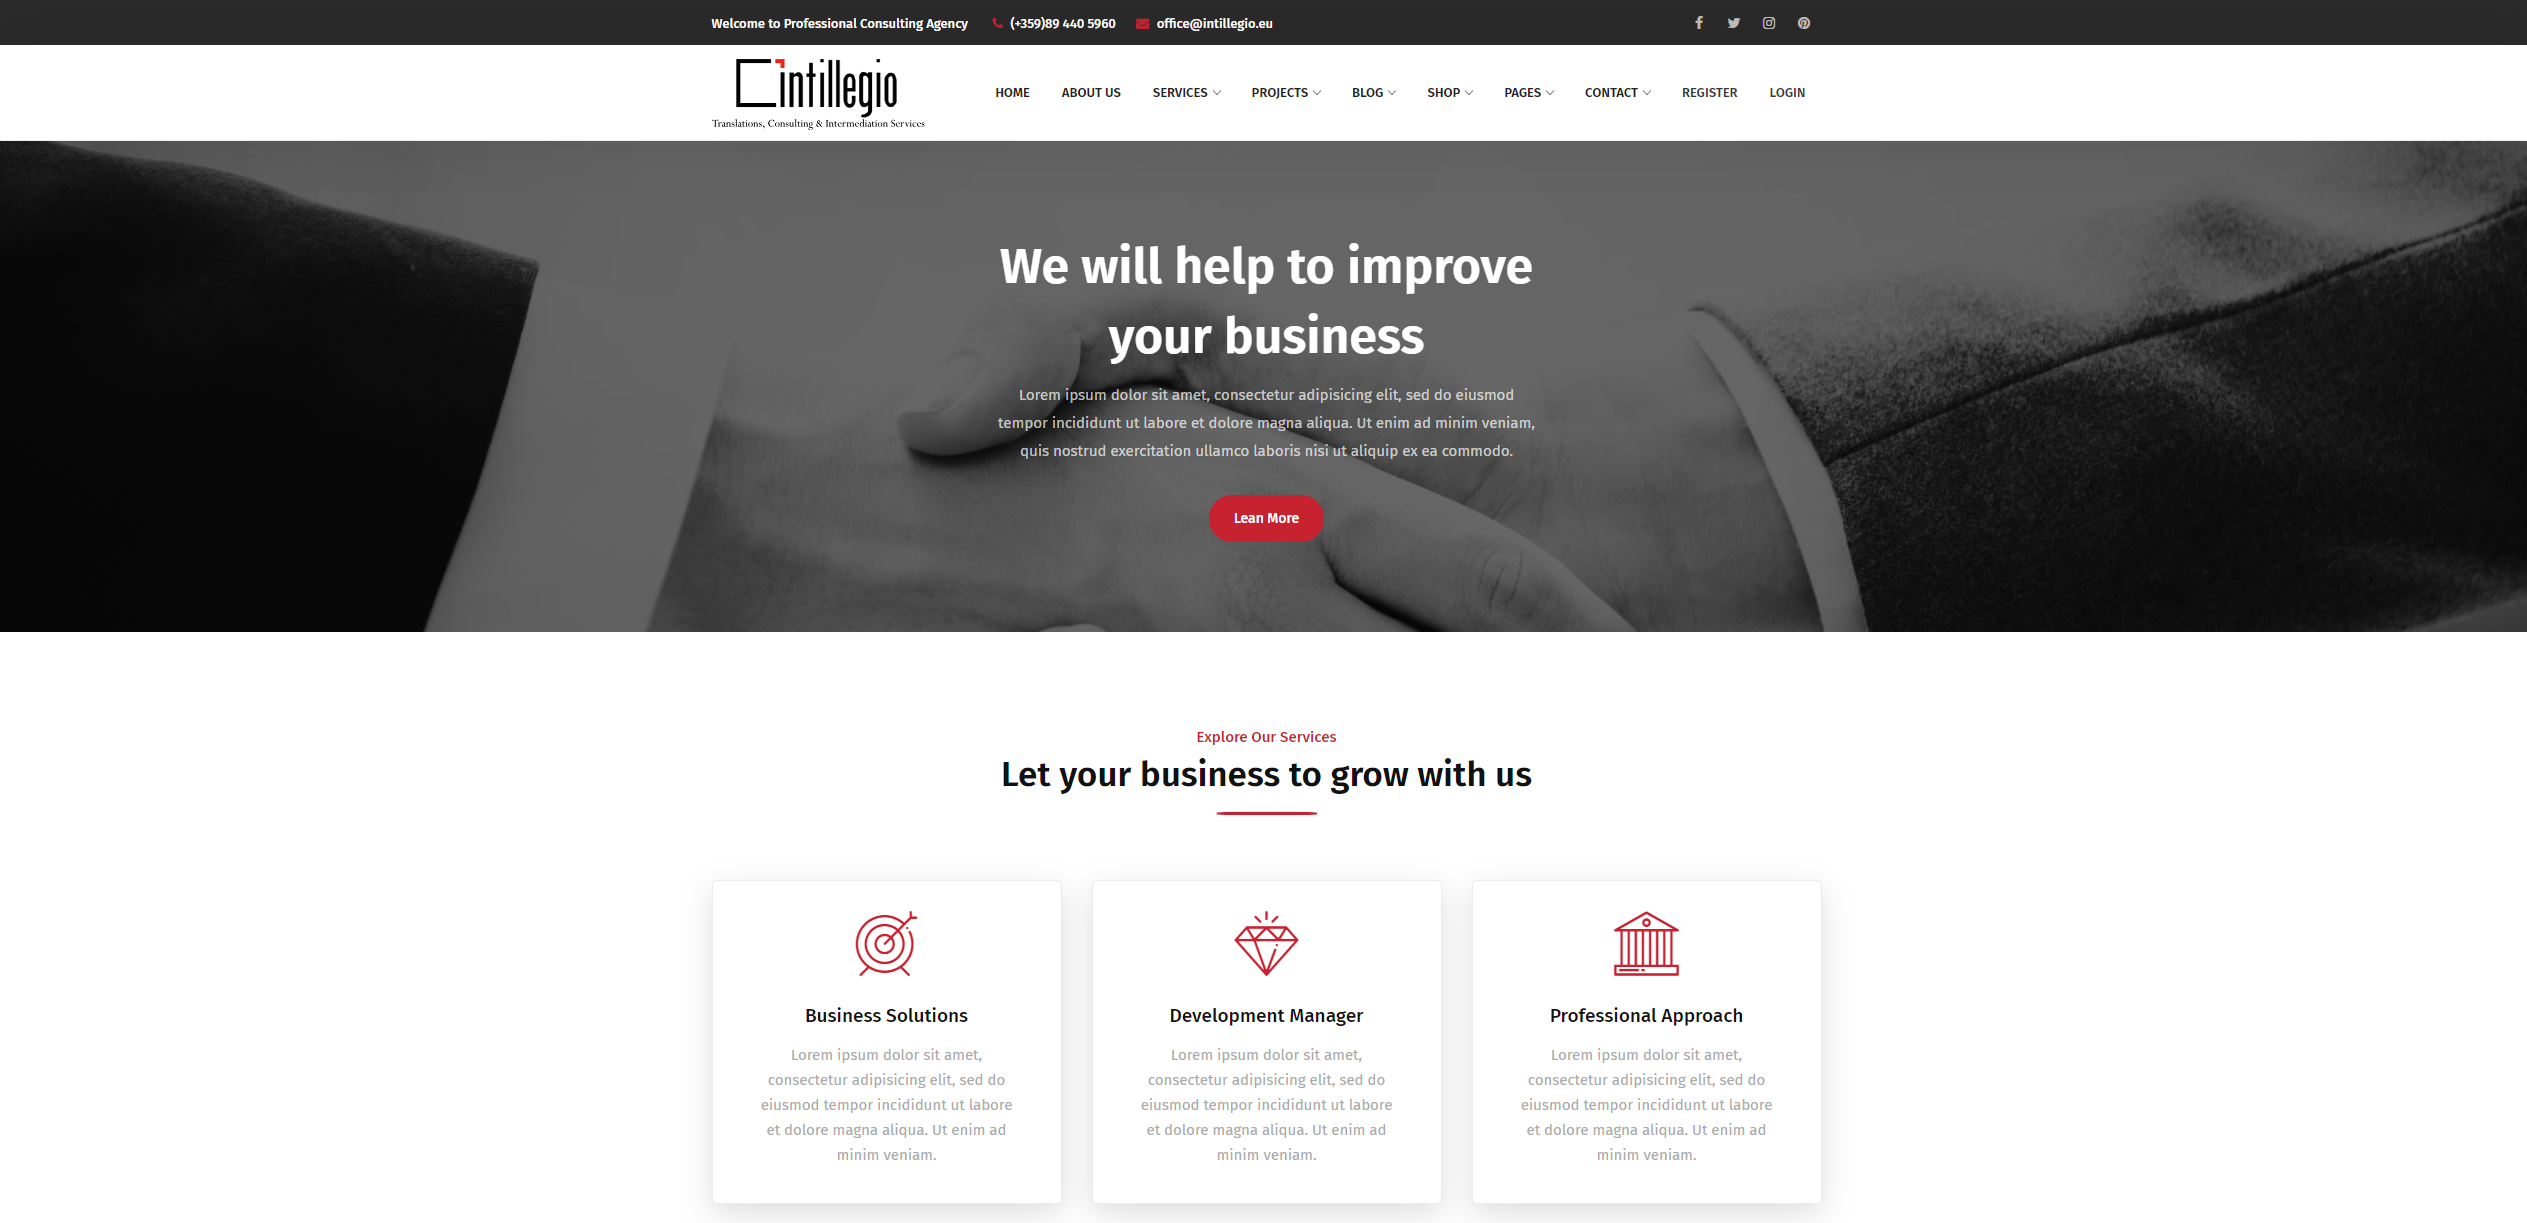 Welcome to Professional Consulting Agency (+359)89 440 5960 office@intillegio.eu
intillegio
Translations, Consulting & Intermediation Services
HOME ABOUT US SERVICES PROJECTS BLOG SHOP PAGES CONTACT REGISTER LOGIN
We will help to improve
your business
Lorem ipsum dolor sit amet, consectetur adipisicing elit, sed do eiusmod
tempor incididunt ut labore et dolore magna aliqua. Ut enim ad minim veniam,
quis nostrud exercitation ullamco laboris nisi ut aliquip ex ea commodo.
Lean More
Explore Our Services
Let your business to grow with us
Business Solutions
Lorem ipsum dolor sit amet,
consectetur adipisicing elit, sed do
eiusmod tempor incididunt ut labore
et dolore magna aliqua. Ut enim ad
minim veniam.
Development Manager
Lorem ipsum dolor sit amet,
consectetur adipisicing elit, sed do
eiusmod tempor incididunt ut labore
et dolore magna aliqua. Ut enim ad
minim veniam.
Professional Approach
Lorem ipsum dolor sit amet,
consectetur adipisicing elit, sed do
eiusmod tempor incididunt ut labore
et dolore magna aliqua. Ut enim ad
minim veniam.